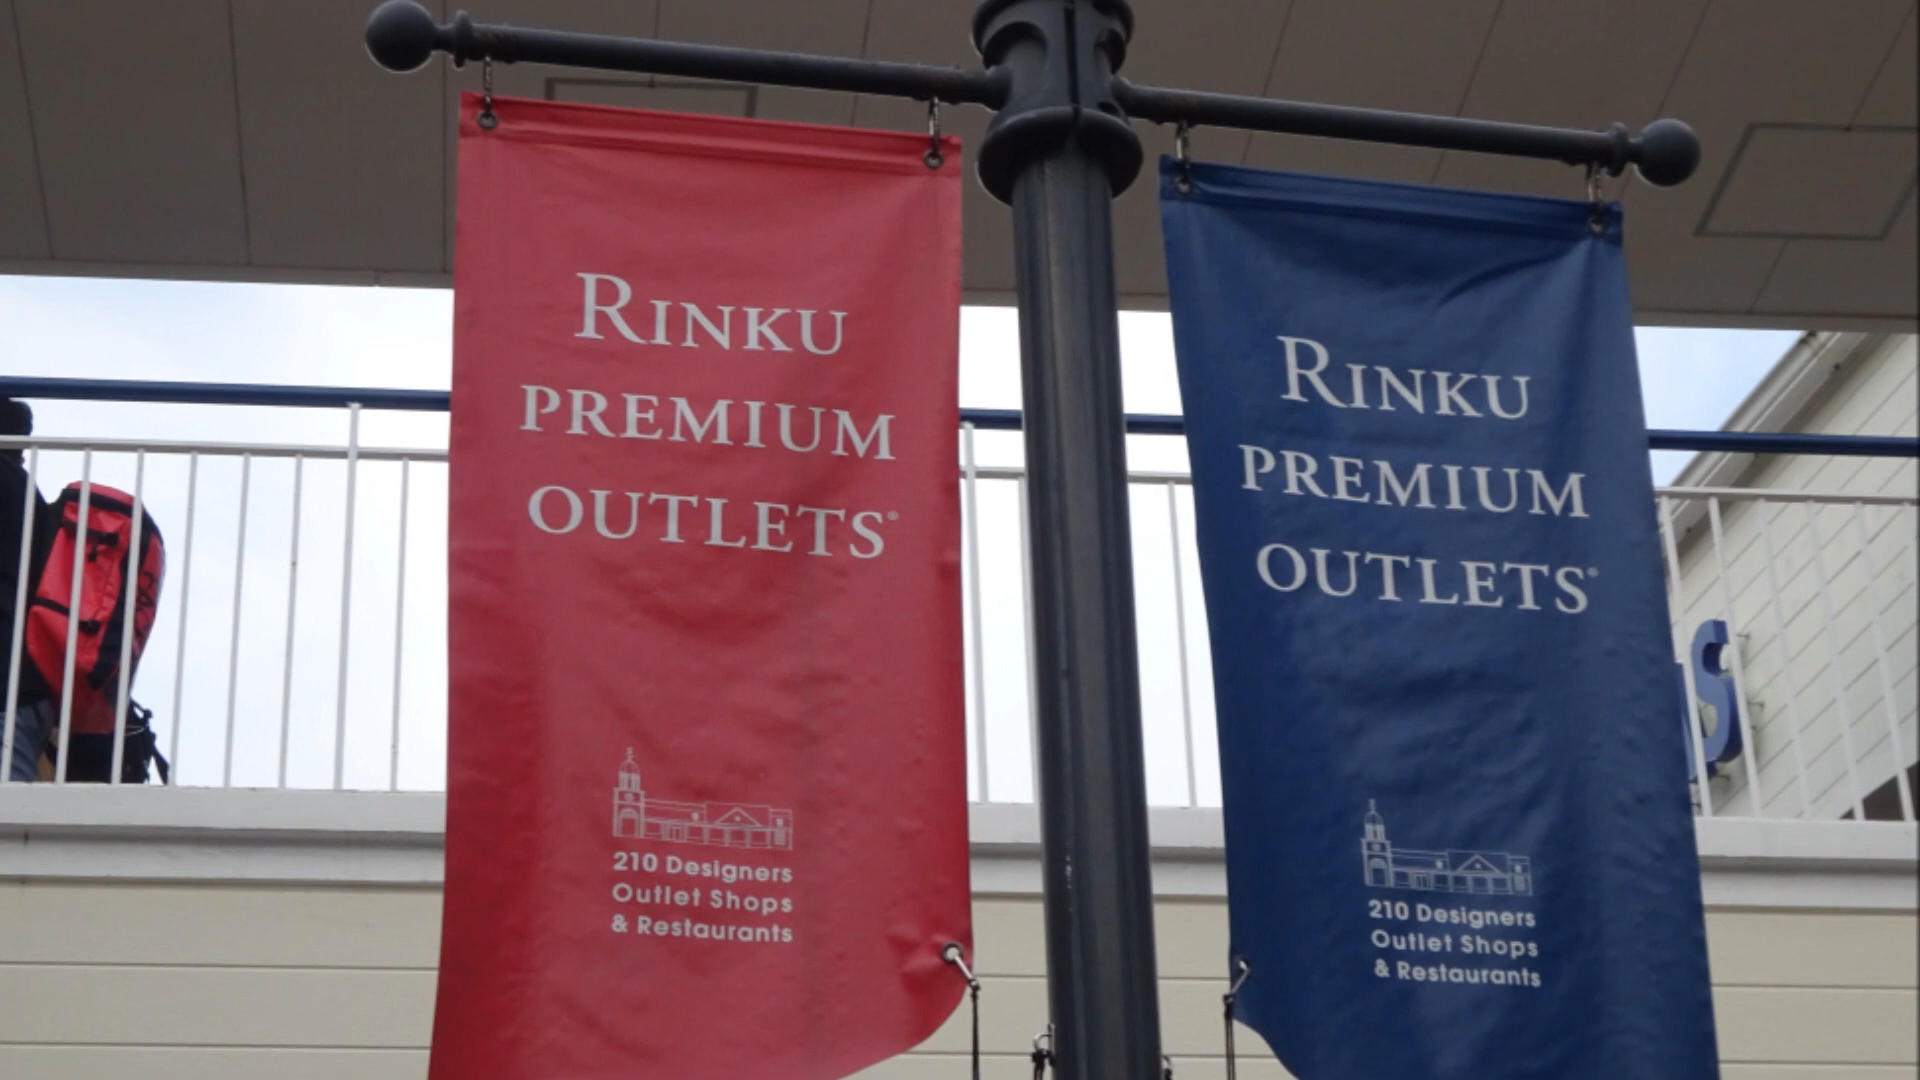 RINKU
PREMIUM
OUTLETS®
210 Designers
Outlet Shops
& Restaurants
RINKU
PREMIUM
OUTLETS®
210 Designers
Outlet Shops
& Restaurants